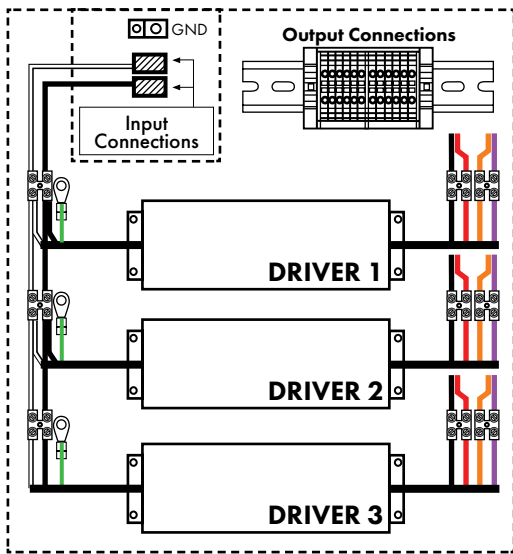 GND
Output Connections
Input
Connections
DRIVER 1
DRIVER 2
DRIVER 3